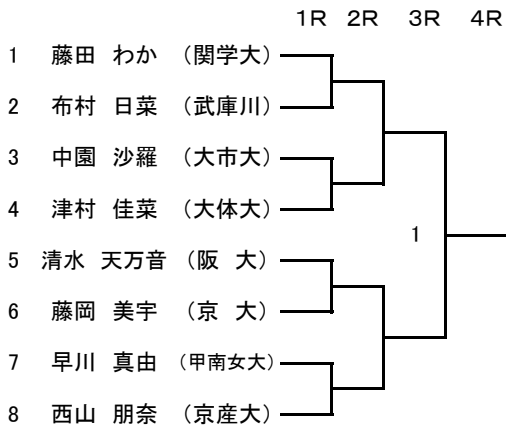 1R 2R 3R 4R
1 藤田 わか (関学大)
2 布村 日菜 (武庫川)
3 中園 沙羅 (大市大)
4 津村 佳菜 (大体大)
1
5 清水 天万音 (阪 大)
6 藤岡 美宇 (京 大)
7 早川 真由 (甲南女大)
8 西山 朋奈 (京産大)